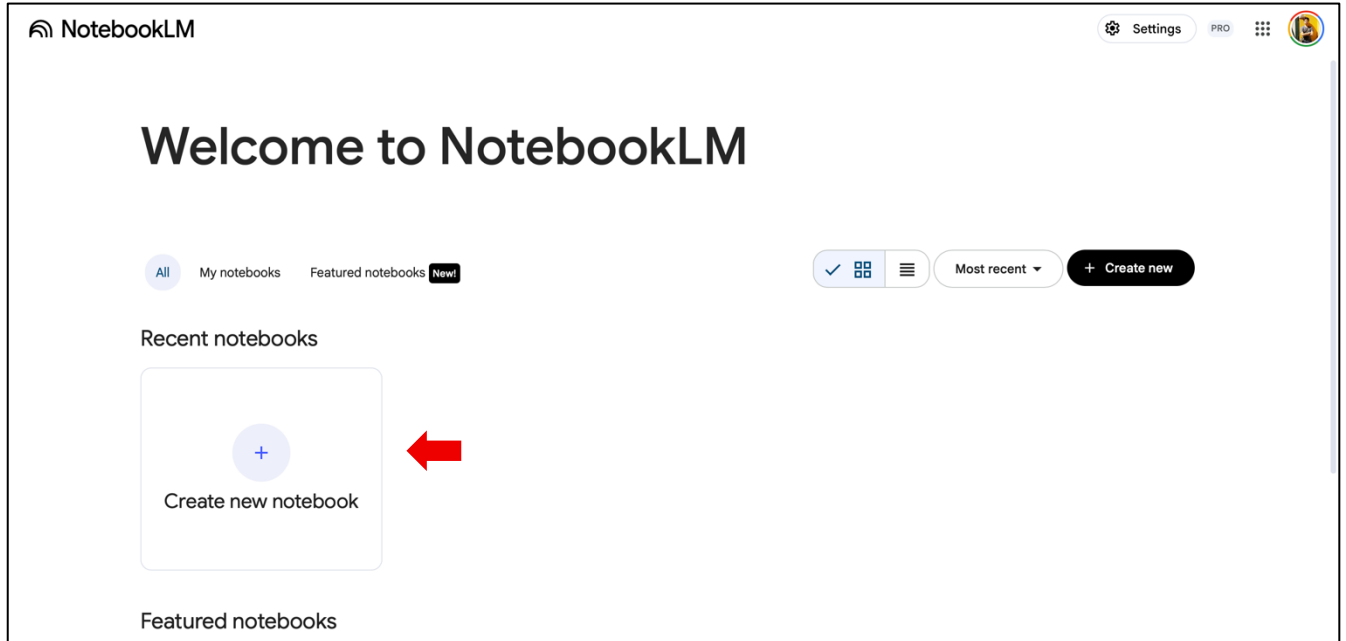 NotebookLM
Settings
PRO
Welcome to NotebookLM
All My notebooks Featured notebooks New!
Most recent
+ Create new
Recent notebooks
+
Create new notebook
Featured notebooks